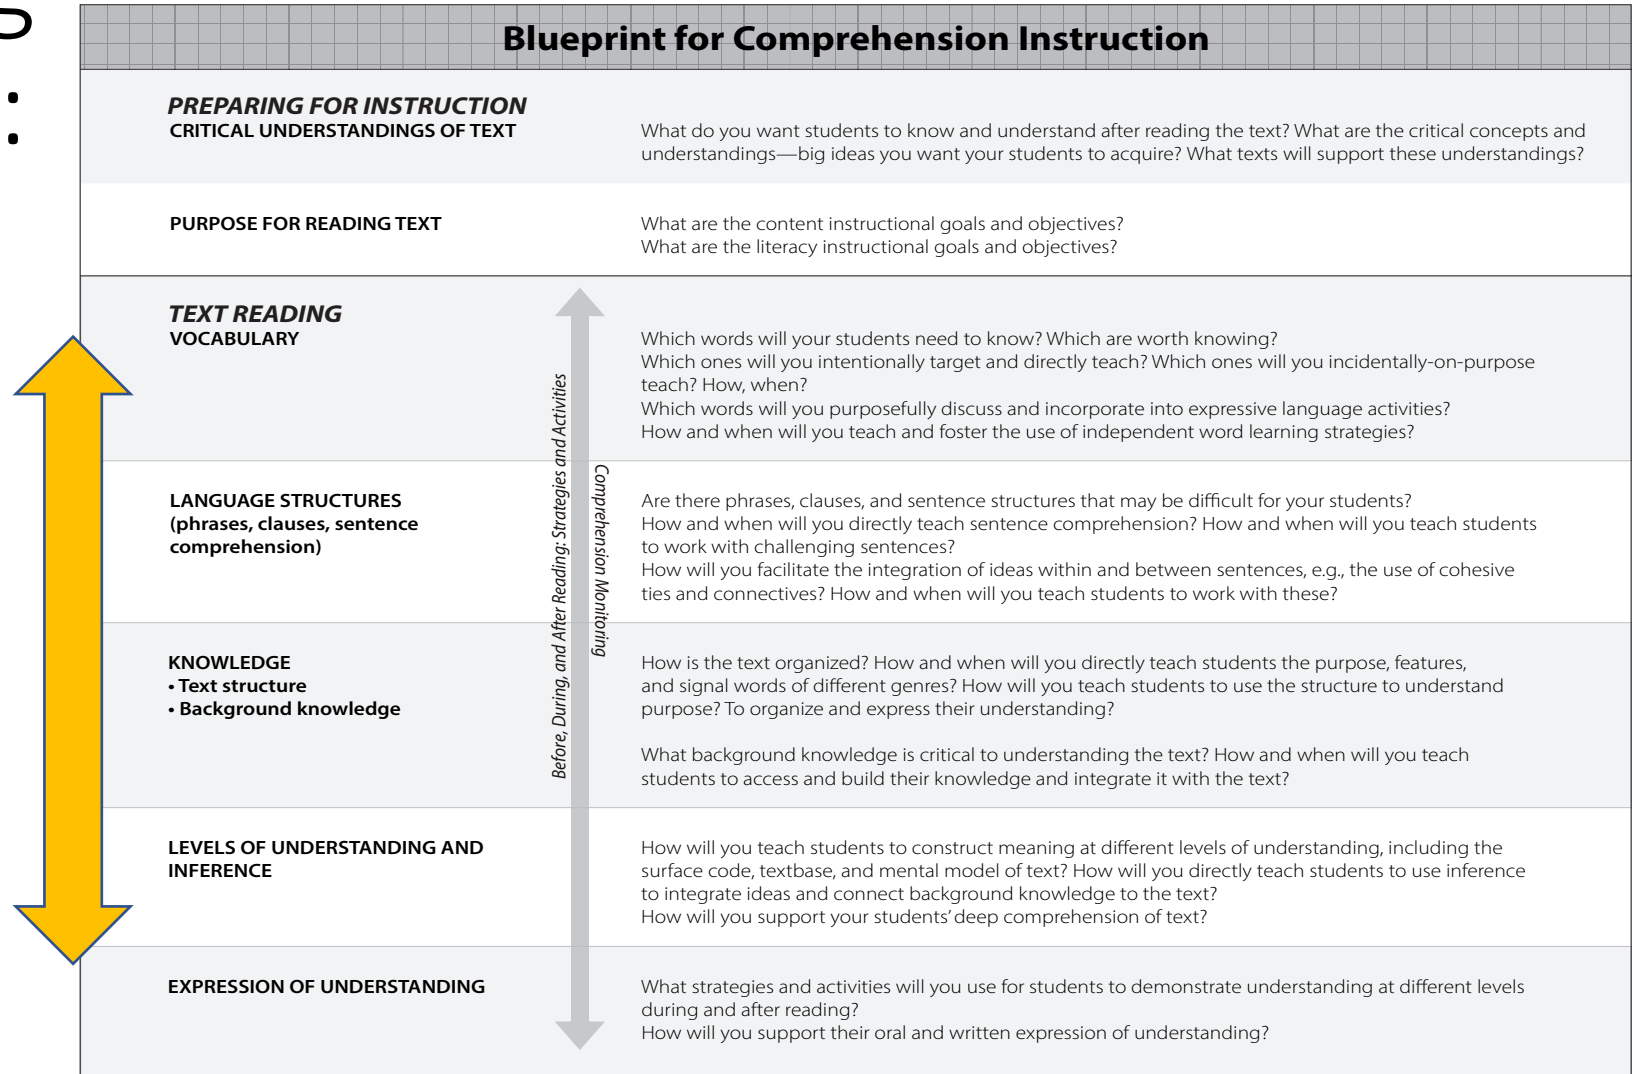 S
:
Blueprint for Comprehension Instruction
PREPARING FOR INSTRUCTION
CRITICAL UNDERSTANDINGS OF TEXT
What do you want students to know and understand after reading the text? What are the critical concepts and
understandings—big ideas you want your students to acquire? What texts will support these understandings?
PURPOSE FOR READING TEXT
What are the content instructional goals and objectives?
What are the literacy instructional goals and objectives?
TEXT READING
VOCABULARY
Which words will your students need to know? Which are worth knowing?
Which ones will you intentionally target and directly teach? Which ones will you incidentally-on-purpose
teach? How, when?
Which words will you purposefully discuss and incorporate into expressive language activities?
How and when will you teach and foster the use of independent word learning strategies?
Before, During, and After Reading: Strategies and Activities
Comprehension Monitoring
LANGUAGE STRUCTURES
(phrases, clauses, sentence
comprehension)
Are there phrases, clauses, and sentence structures that may be difficult for your students?
How and when will you directly teach sentence comprehension? How and when will you teach students
to work with challenging sentences?
How will you facilitate the integration of ideas within and between sentences, e.g., the use of cohesive
ties and connectives? How and when will you teach students to work with these?
KNOWLEDGE
• Text structure
• Background knowledge
How is the text organized? How and when will you directly teach students the purpose, features,
and signal words of different genres? How will you teach students to use the structure to understand
purpose? To organize and express their understanding?
What background knowledge is critical to understanding the text? How and when will you teach
students to access and build their knowledge and integrate it with the text?
LEVELS OF UNDERSTANDING AND
INFERENCE
How will you teach students to construct meaning at different levels of understanding, including the
surface code, textbase, and mental model of text? How will you directly teach students to use inference
to integrate ideas and connect background knowledge to the text?
How will you support your students' deep comprehension of text?
EXPRESSION OF UNDERSTANDING
What strategies and activities will you use for students to demonstrate understanding at different levels
during and after reading?
How will you support their oral and written expression of understanding?